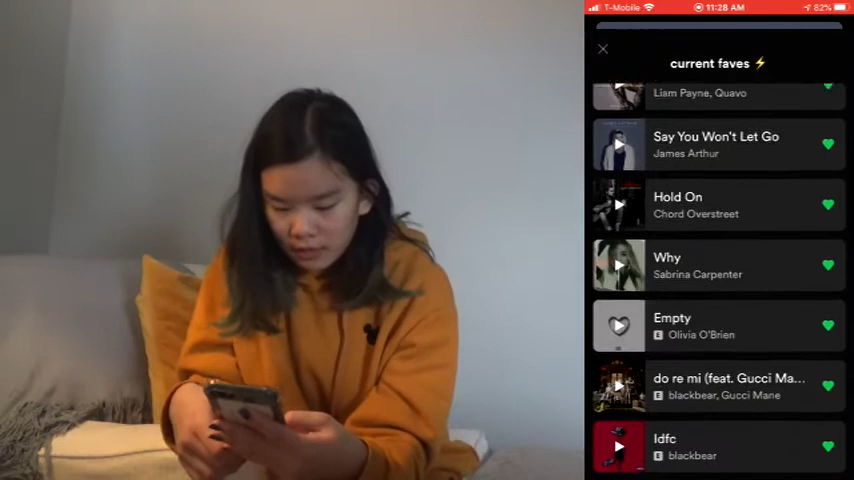 T-Mobile 11:28 AM 82%
current faves ⚡
Liam Payne, Quavo
Say You Won't Let Go
James Arthur
Hold On
Chord Overstreet
Why
Sabrina Carpenter
Empty
E Olivia O'Brien
do re mi (feat. Gucci Ma...
E blackbear, Gucci Mane
Idfc
E blackbear